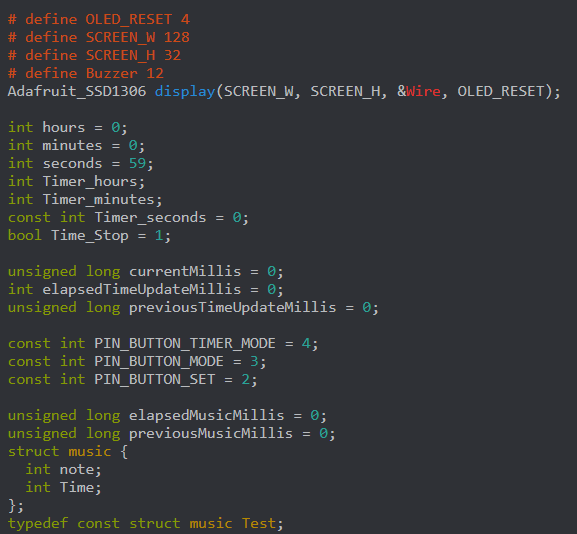 # define OLED_RESET 4
# define SCREEN_W 128
# define SCREEN_H 32
# define Buzzer 12
Adafruit_SSD1306 display(SCREEN_W, SCREEN_H, &Wire, OLED_RESET);

int hours = 0;
int minutes = 0;
int seconds = 59;
int Timer_hours;
int Timer_minutes;
const int Timer_seconds = 0;
bool Time_Stop = 1;

unsigned long currentMillis = 0;
int elapsedTimeUpdateMillis = 0;
unsigned long previousTimeUpdateMillis = 0;

const int PIN_BUTTON_TIMER_MODE = 4;
const int PIN_BUTTON_MODE = 3;
const int PIN_BUTTON_SET = 2;

unsigned long elapsedMusicMillis = 0;
unsigned long previousMusicMillis = 0;
struct music {
  int note;
  int Time;
};
typedef const struct music Test;